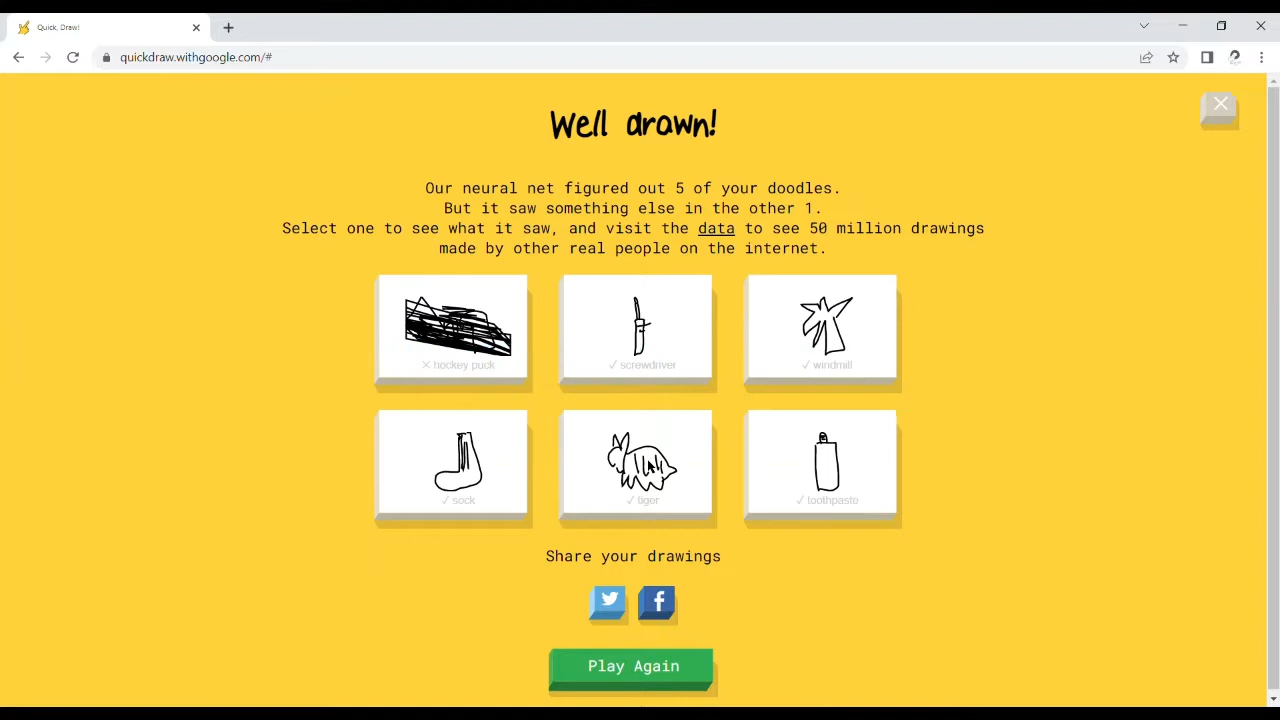 Quick, Draw!
quickdraw.withgoogle.com/#
Well drawn!
Our neural net figured out 5 of your doodles.
But it saw something else in the other 1.
Select one to see what it saw, and visit the data to see 50 million drawings
made by other real people on the internet.
hockey puck
✓ screwdriver
✓ windmill
✓ sock
✓ tiger
✓ toothpaste
Share your drawings
Play Again